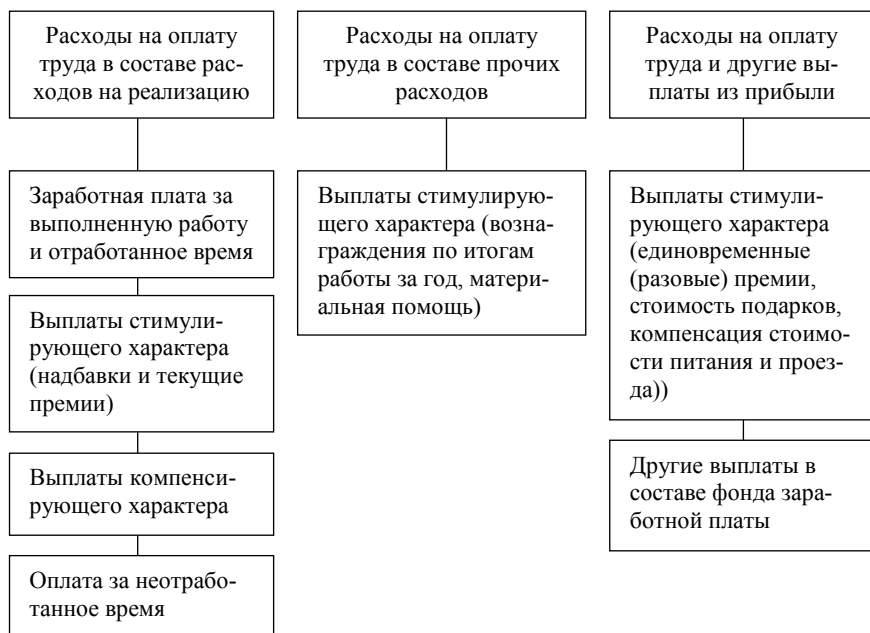 Расходы на оплату
труда в составе рас-
ходов на реализацию
Расходы на оплату
труда в составе прочих
расходов
Расходы на оплату
труда и другие вы-
платы из прибыли
Заработная плата за
выполненную работу
и отработанное время
Выплаты стимули-
рующего характера
(надбавки и текущие
премии)
Выплаты компенси-
рующего характера
Оплата за неотрабо-
танное время
Выплаты стимулирую-
щего характера (возна-
граждения по итогам
работы за год, матери-
альная помощь)
Выплаты стимули-
рующего характера
(единовременные
(разовые) премии,
стоимость подарков,
компенсация стоимо-
сти питания и проез-
да))
Другие выплаты в
составе фонда зара-
ботной платы